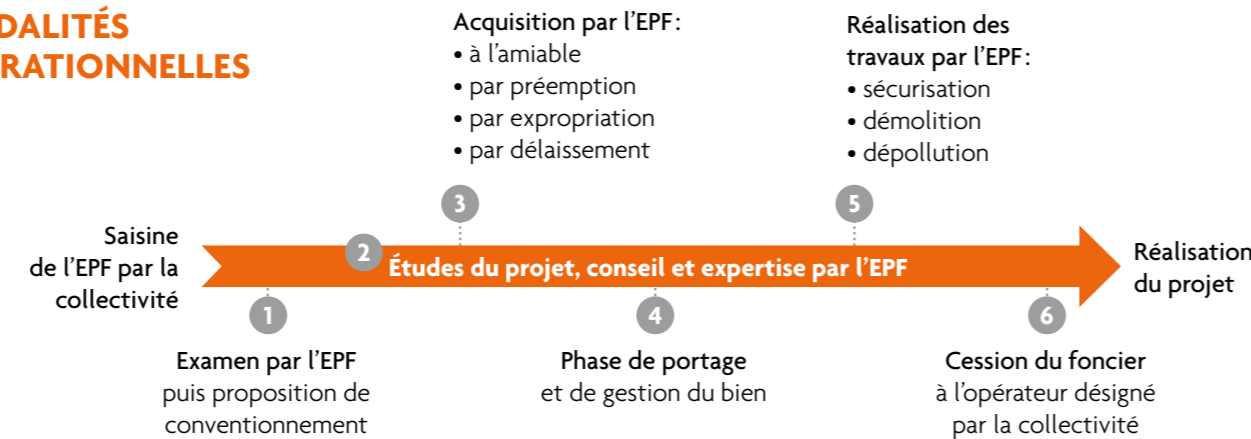 DALITÉS
RATIONNELLES
Acquisition par l’EPF:
• à l’amiable
• par préemption
• par expropriation
• par délaissement
Réalisation des
travaux par l’EPF:
• sécurisation
• démolition
• dépollution
3
5
Saisine
de l’EPF par la
collectivité
2
Études du projet, conseil et expertise par l’EPF
Réalisation
du projet
1
4
6
Examen par l’EPF
puis proposition de
conventionnement
Phase de portage
et de gestion du bien
Cession du foncier
à l’opérateur désigné
par la collectivité